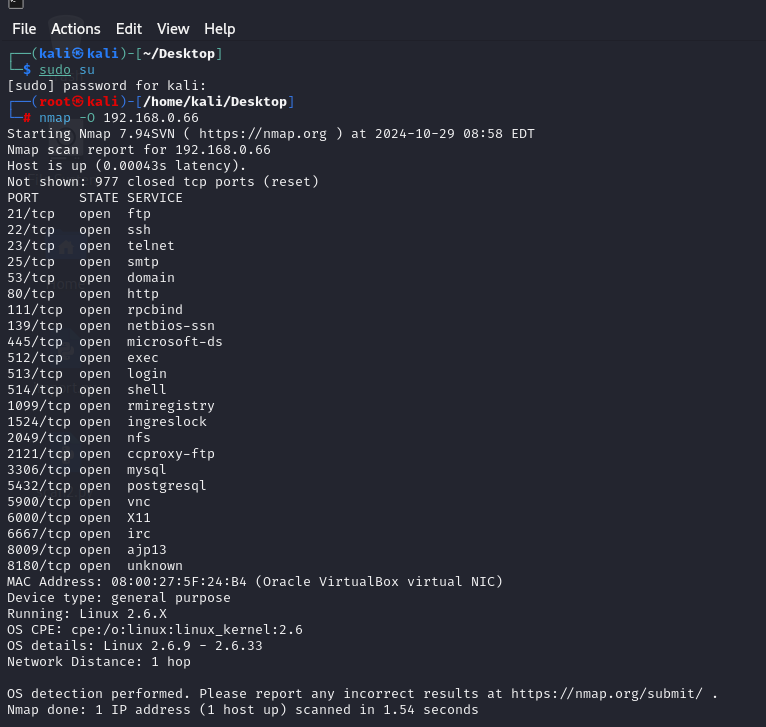 File Actions Edit View Help
┌──(kali㉿kali)-[~/Desktop]
└─$ sudo su
[sudo] password for kali:
┌──(root㉿kali)-[/home/kali/Desktop]
└─# nmap -O 192.168.0.66
Starting Nmap 7.94SVN ( https://nmap.org ) at 2024-10-29 08:58 EDT
Nmap scan report for 192.168.0.66
Host is up (0.00043s latency).
Not shown: 977 closed tcp ports (reset)
PORT     STATE SERVICE
21/tcp   open  ftp
22/tcp   open  ssh
23/tcp   open  telnet
25/tcp   open  smtp
53/tcp   open  domain
80/tcp   open  http
111/tcp  open  rpcbind
139/tcp  open  netbios-ssn
445/tcp  open  microsoft-ds
512/tcp  open  exec
513/tcp  open  login
514/tcp  open  shell
1099/tcp open  rmiregistry
1524/tcp open  ingreslock
2049/tcp open  nfs
2121/tcp open  ccproxy-ftp
3306/tcp open  mysql
5432/tcp open  postgresql
5900/tcp open  vnc
6000/tcp open  X11
6667/tcp open  irc
8009/tcp open  ajp13
8180/tcp open  unknown
MAC Address: 08:00:27:5F:24:B4 (Oracle VirtualBox virtual NIC)
Device type: general purpose
Running: Linux 2.6.X
OS CPE: cpe:/o:linux:linux_kernel:2.6
OS details: Linux 2.6.9 - 2.6.33
Network Distance: 1 hop
OS detection performed. Please report any incorrect results at https://nmap.org/submit/ .
Nmap done: 1 IP address (1 host up) scanned in 1.54 seconds